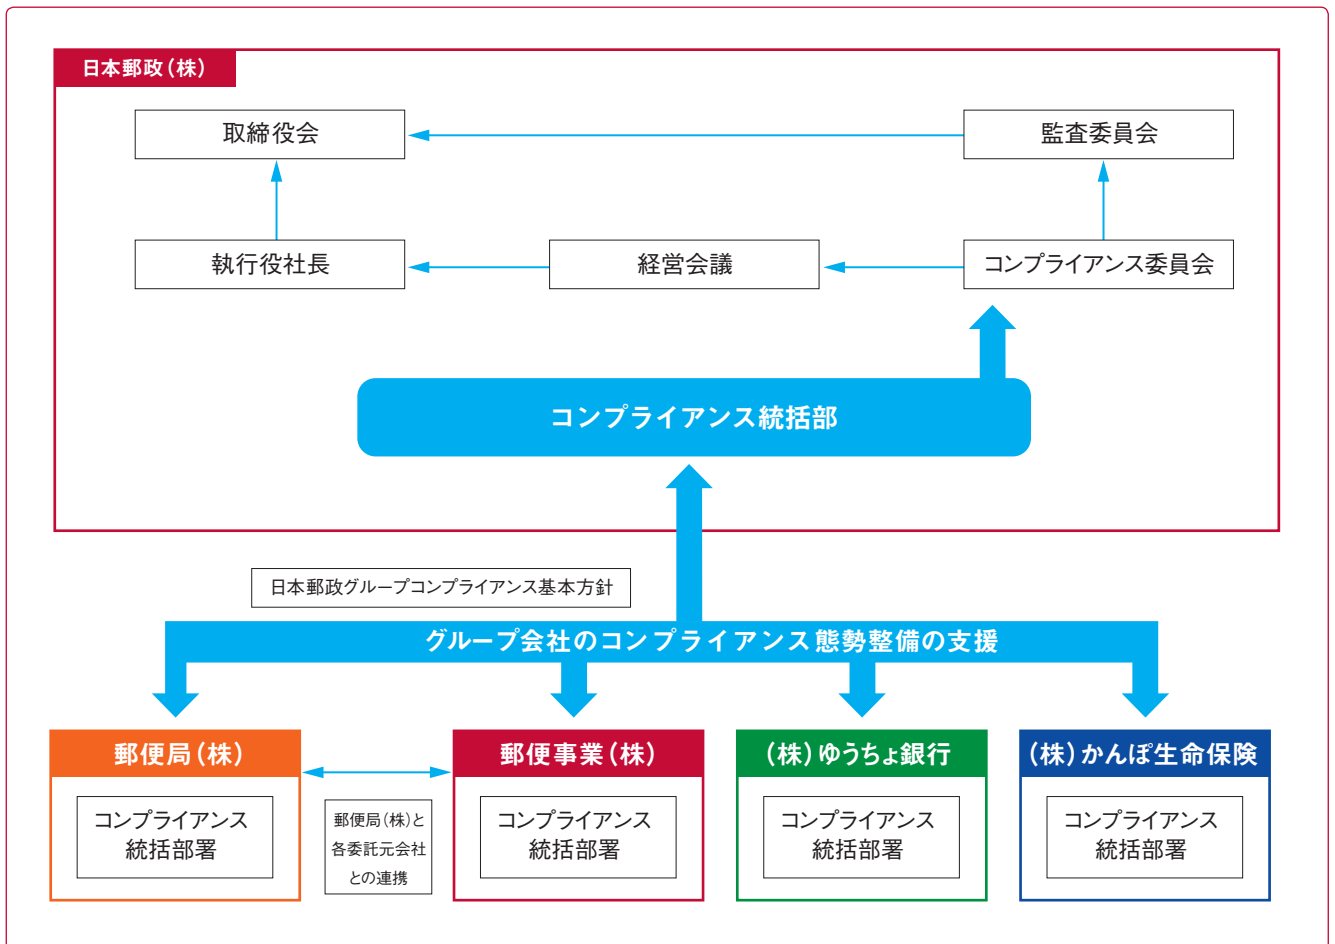 日本郵政(株)
取締役会
監査委員会
執行役社長
経営会議
コンプライアンス委員会
コンプライアンス統括部
日本郵政グループコンプライアンス基本方針
グループ会社のコンプライアンス態勢整備の支援
郵便局(株)
郵便事業(株)
(株)ゆうちょ銀行
(株)かんぽ生命保険
コンプライアンス
統括部署
郵便局(株)と
各委託元会社
との連携
コンプライアンス
統括部署
コンプライアンス
統括部署
コンプライアンス
統括部署